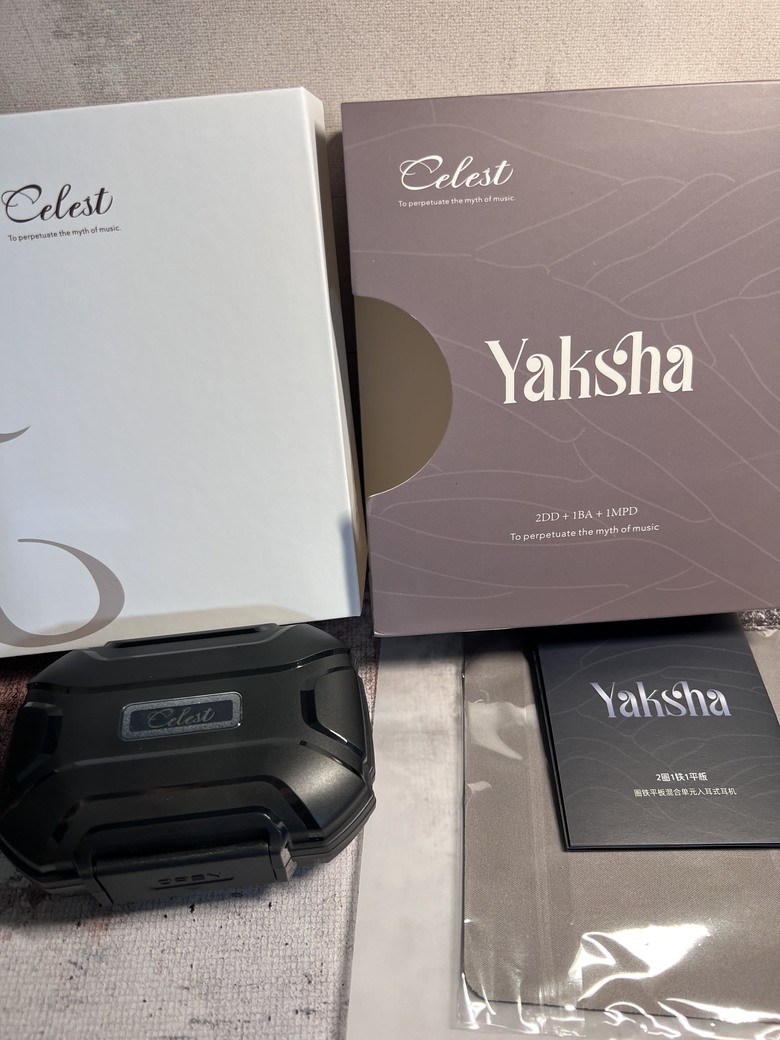 Celest
To perpetuate the myth of music.
Celest
To perpetuate the myth of music.
Yaksha
2DD + 1BA + 1MPD
To perpetuate the myth of music
Celest
OPEN
Yaksha
2圈1铁1平板
圈铁平板混合单元入耳式耳机